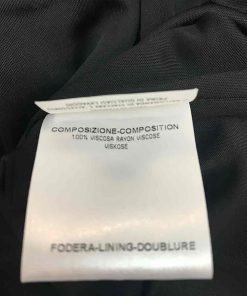 COMPOSIZIONE-COMPOSITION
100% VISCOSA RAYON VISCOSE
VISKOSE
FODERA-LINING-DOUBLURE